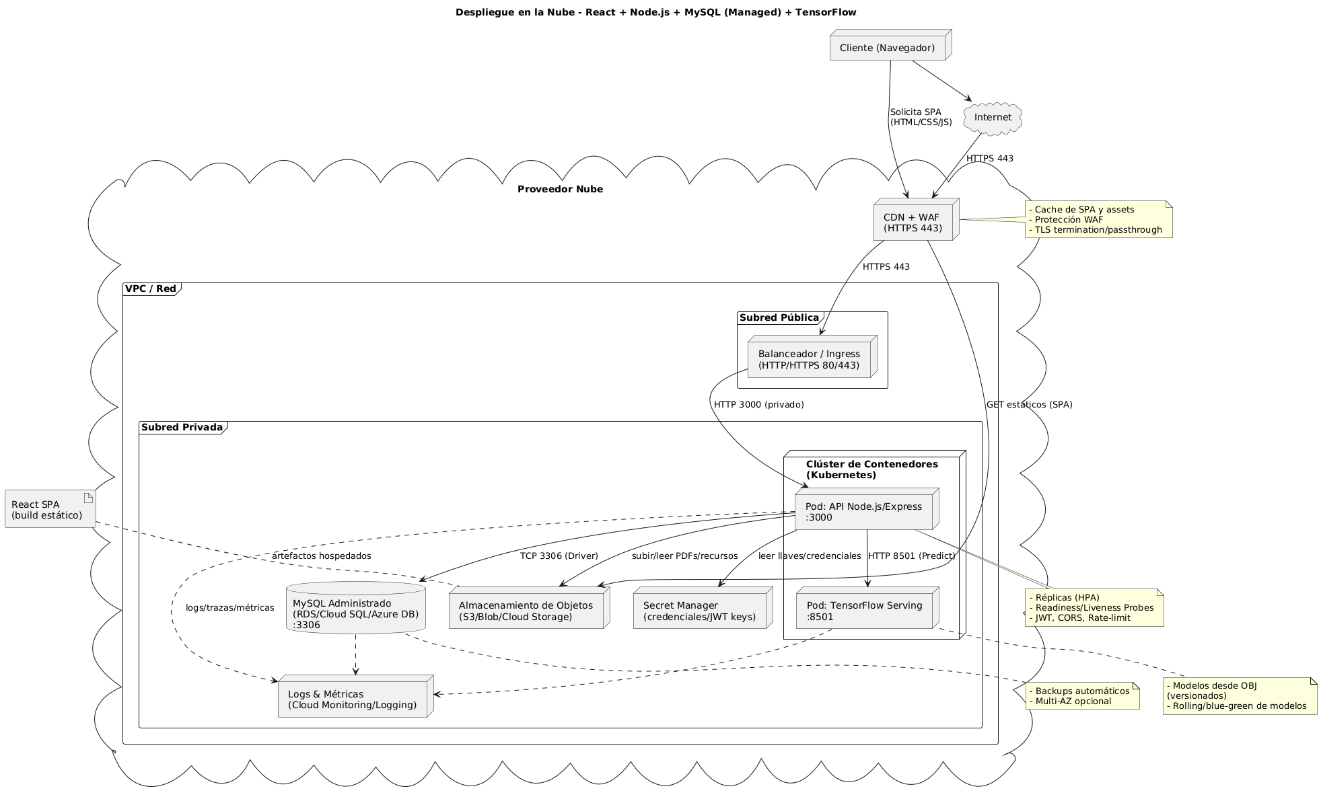 Despliegue en la Nube - React + Node.js + MySQL (Managed) + TensorFlow
Cliente (Navegador)
Solicita SPA
(HTML/CSS/JS)
Internet
HTTPS 443
Proveedor Nube
CDN + WAF
(HTTPS 443)
- Cache de SPA y assets
- Protección WAF
- TLS termination/passthrough
HTTPS 443
VPC / Red
Subred Pública
Balanceador / Ingress
(HTTP/HTTPS 80/443)
HTTP 3000 (privado)
GET estáticos (SPA)
Subred Privada
Clúster de Contenedores
(Kubernetes)
React SPA
(build estático)
Pod: API Node.js/Express
:3000
artefactos hospedados
TCP 3306 (Driver)
subir/leer PDFs/recursos
leer llaves/credenciales
HTTP 8501 (Predict)
logs/trazas/métricas
MySQL Administrado
(RDS/Cloud SQL/Azure DB)
:3306
Almacenamiento de Objetos
(S3/Blob/Cloud Storage)
Secret Manager
(credenciales/JWT keys)
Pod: TensorFlow Serving
:8501
- Réplicas (HPA)
- Readiness/Liveness Probes
- JWT, CORS, Rate-limit
Logs & Métricas
(Cloud Monitoring/Logging)
- Backups automáticos
- Multi-AZ opcional
- Modelos desde OBJ
(versionados)
- Rolling/blue-green de modelos